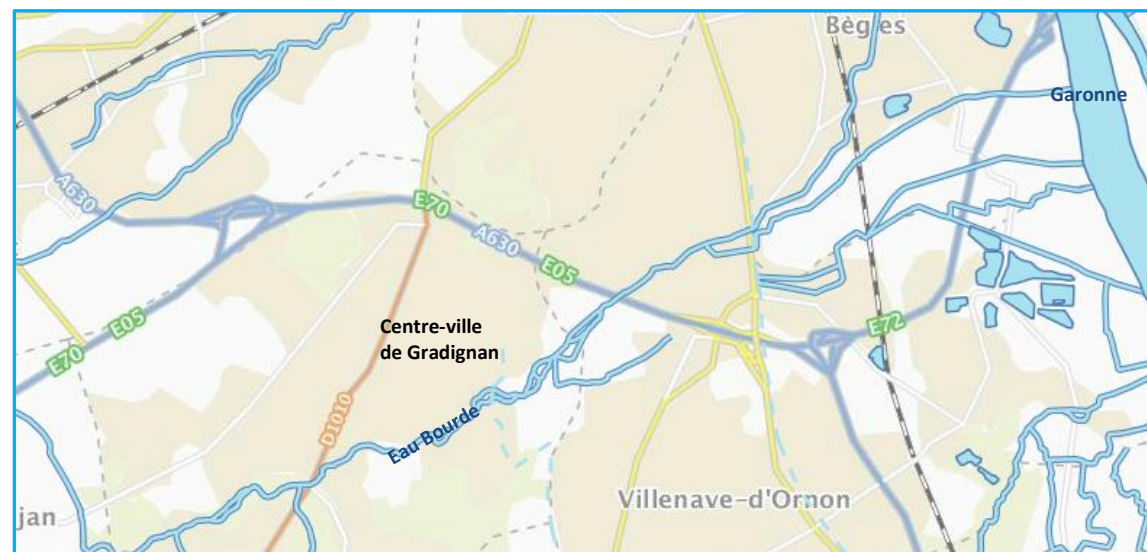 Bègles
Garonne
A630
E70
A630
E05
E05
E70
E72
Centre-ville
de Gradignan
D1010
Eau Bourde
Villenave-d'Ornon
jan